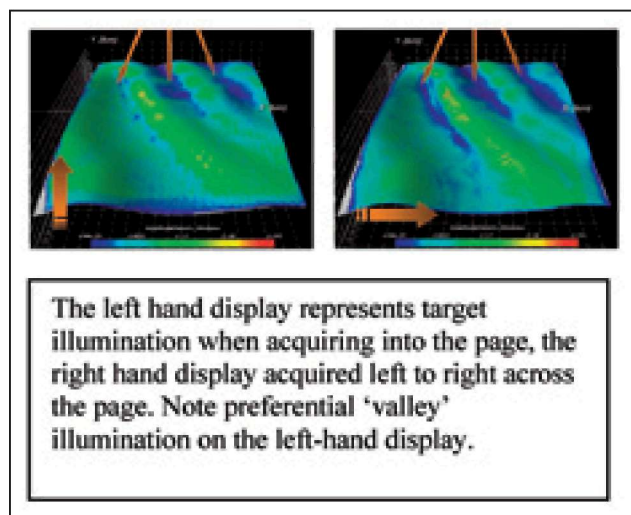 The left hand display represents target
illumination when acquiring into the page, the
right hand display acquired left to right across
the page. Note preferential ‘valley’
illumination on the left-hand display.